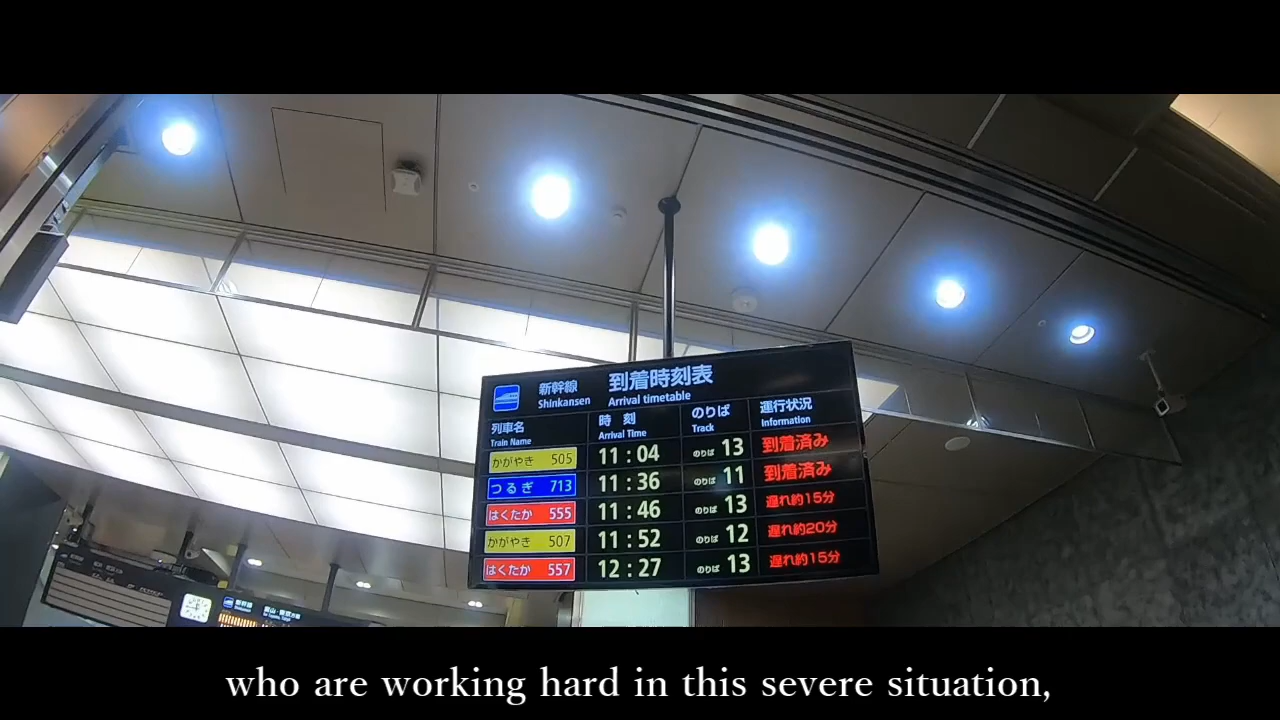 新幹線 到着時刻表
Shinkansen Arrival timetable
列車名 時 刻 のりば 運行状況
Train Name Arrival Time Track Information
かがやき 505 11:04 のりば 13 到着済み
つるぎ 713 11:36 のりば 11 到着済み
はくたか 555 11:46 のりば 13 遅れ約15分
かがやき 507 11:52 のりば 12 遅れ約20分
はくたか 557 12:27 のりば 13 遅れ約15分
新幹線
who are working hard in this severe situation,